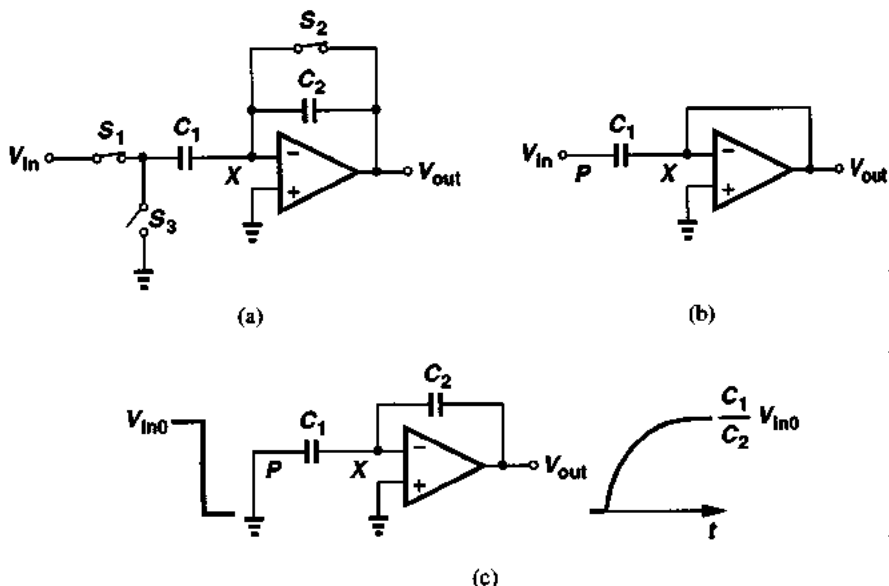 S2
C2
S1
C1
Vin
X
−
+
Vout
S3
(a)
C1
Vin
P
X
−
+
Vout
(b)
Vin0
C1
P
X
C2
−
+
Vout
C1
C2
Vin0
t
(c)